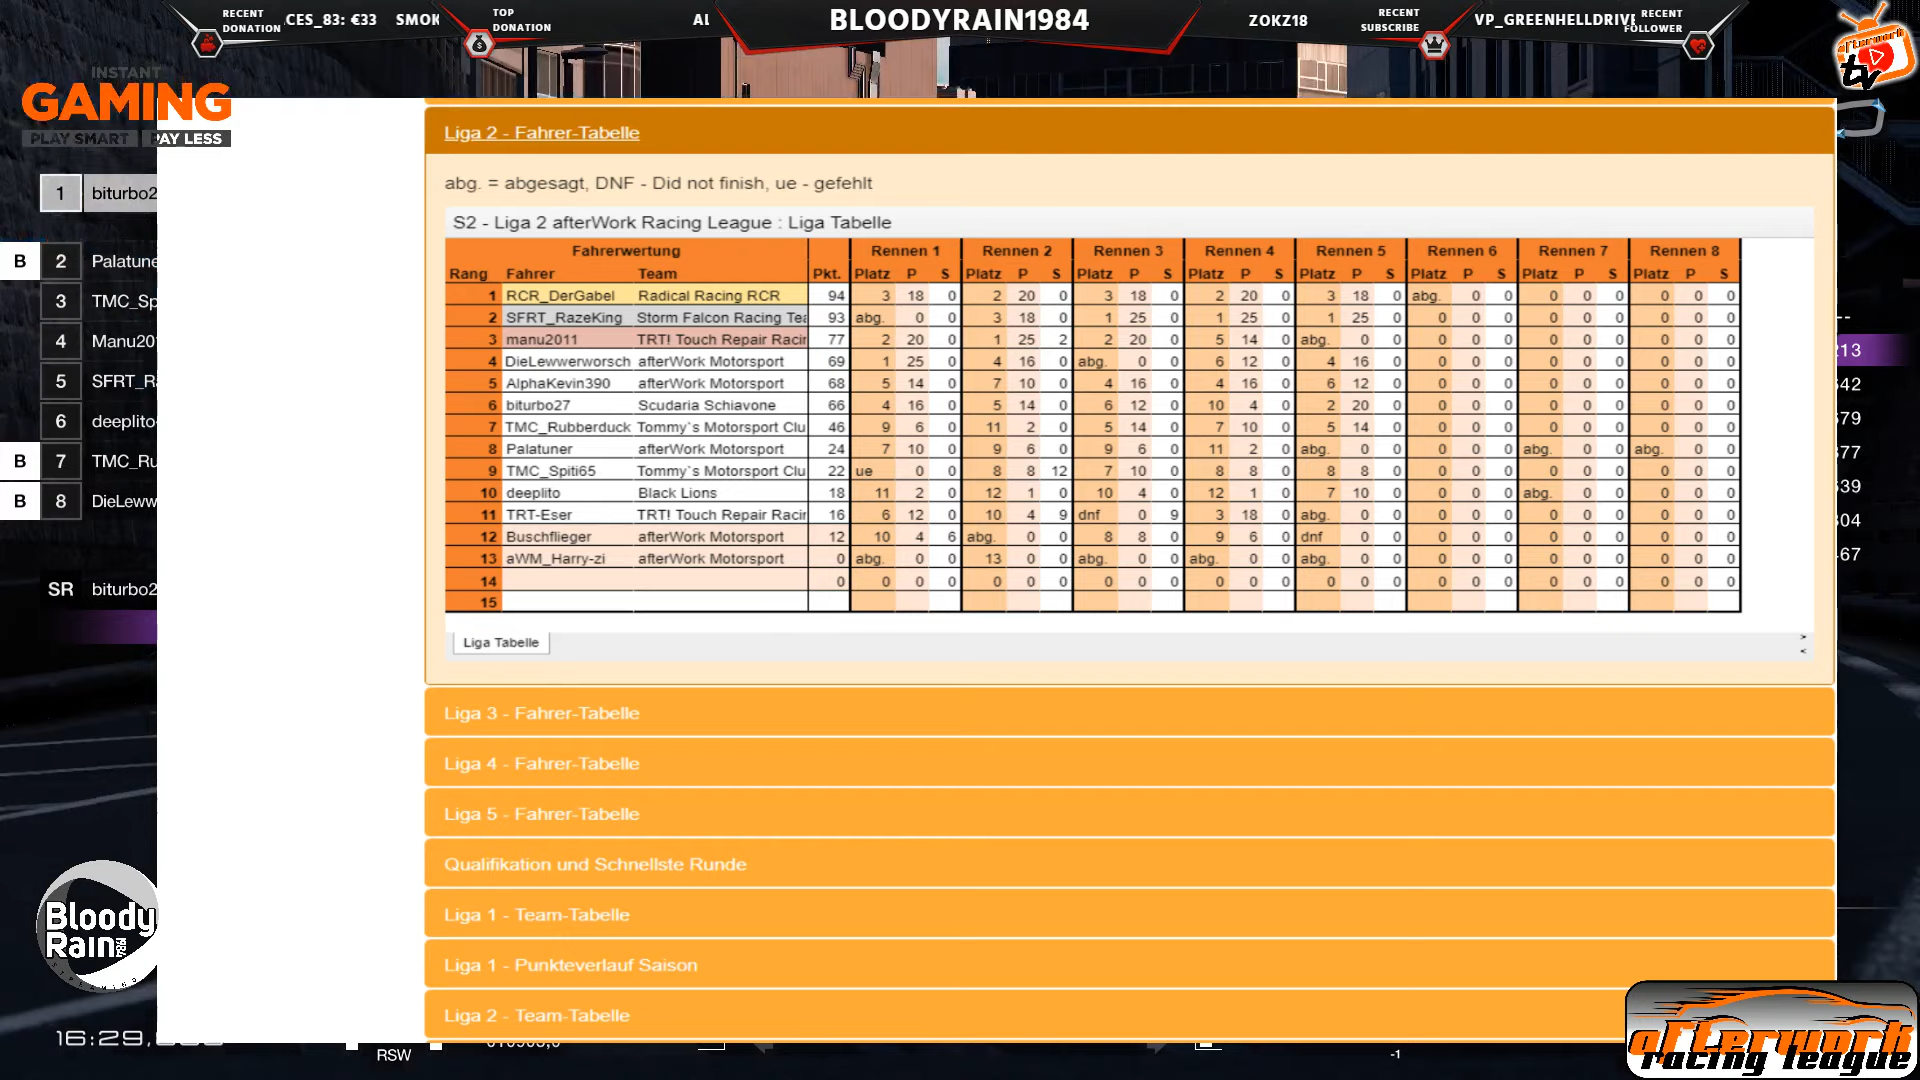 RECENT DONATION CES_83: €33 SMOK
TOP DONATION AL
BLOODYRAIN1984
ZOKZ18 RECENT SUBSCRIBE
VP_GREENHELLDRIVE RECENT FOLLOWER
afterwork tv
INSTANT
GAMING
PLAY SMART PAY LESS
1 biturbo2
B 2 Palatune
3 TMC_Sp
4 Manu20
5 SFRT_R
6 deeplito
B 7 TMC_Ru
B 8 DieLeww
SR biturbo2
Liga 2 - Fahrer-Tabelle
abg. = abgesagt, DNF - Did not finish, ue - gefehlt
S2 - Liga 2 afterWork Racing League : Liga Tabelle
Fahrerwertung Rennen 1 Rennen 2 Rennen 3 Rennen 4 Rennen 5 Rennen 6 Rennen 7 Rennen 8
Rang Fahrer Team Pkt. Platz P S Platz P S Platz P S Platz P S Platz P S Platz P S Platz P S Platz P S
1 RCR_DerGabel Radical Racing RCR 94 3 18 0 2 20 0 3 18 0 2 20 0 3 18 0 abg. 0 0 0 0 0 0 0 0
2 SFRT_RazeKing Storm Falcon Racing Tea 93 abg. 0 0 3 18 0 1 25 0 1 25 0 1 25 0 0 0 0 0 0 0 0 0 0
3 manu2011 TRT! Touch Repair Racin 77 2 20 0 1 25 2 2 20 0 5 14 0 abg. 0 0 0 0 0 0 0 0 0 0 0
4 DieLewwerworsch afterWork Motorsport 69 1 25 0 4 16 0 abg. 0 0 6 12 0 4 16 0 0 0 0 0 0 0 0 0 0
5 AlphaKevin390 afterWork Motorsport 68 5 14 0 7 10 0 4 16 0 4 16 0 6 12 0 0 0 0 0 0 0 0 0 0
6 biturbo27 Scudaria Schiavone 66 4 16 0 5 14 0 6 12 0 10 4 0 2 20 0 0 0 0 0 0 0 0 0 0
7 TMC_Rubberduck Tommy`s Motorsport Clu 46 9 6 0 11 2 0 5 14 0 7 10 0 5 14 0 0 0 0 0 0 0 0 0 0
8 Palatuner afterWork Motorsport 24 7 10 0 9 6 0 9 6 0 11 2 0 abg. 0 0 0 0 0 abg. 0 0 abg. 0 0
9 TMC_Spiti65 Tommy`s Motorsport Clu 22 ue 0 0 8 8 12 7 10 0 8 8 0 8 8 0 0 0 0 0 0 0 0 0 0
10 deeplito Black Lions 18 11 2 0 12 1 0 10 4 0 12 1 0 7 10 0 0 0 0 abg. 0 0 0 0 0
11 TRT-Eser TRT! Touch Repair Racin 16 6 12 0 10 4 9 dnf 0 9 3 18 0 abg. 0 0 0 0 0 0 0 0 0 0 0
12 Buschflieger afterWork Motorsport 12 10 4 6 abg. 0 0 8 8 0 9 6 0 dnf 0 0 0 0 0 0 0 0 0 0 0
13 aWM_Harry-zi afterWork Motorsport 0 abg. 0 0 13 0 0 abg. 0 0 abg. 0 0 abg. 0 0 0 0 0 0 0 0 0 0 0
14 0 0 0 0 0 0 0 0 0 0 0 0 0 0 0 0 0 0 0 0 0 0 0 0 0
15
Liga Tabelle
Liga 3 - Fahrer-Tabelle
Liga 4 - Fahrer-Tabelle
Liga 5 - Fahrer-Tabelle
Qualifikation und Schnellste Runde
Liga 1 - Team-Tabelle
Liga 1 - Punkteverlauf Saison
Liga 2 - Team-Tabelle
--
213
542
579
377
539
304
-67
Bloody
Rain 1984
STREAMING
16:29,
RSW
-1
afterwork
racing league